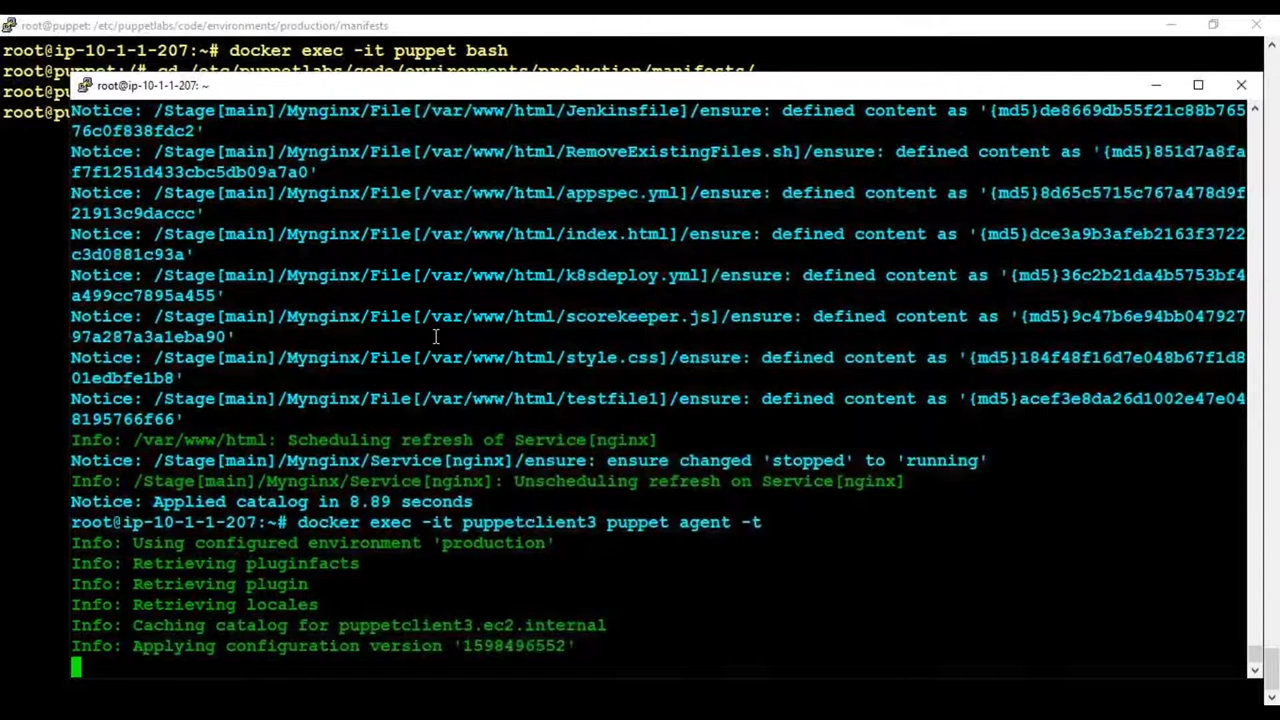 root@puppet: /etc/puppetlabs/code/environments/production/manifests
root@ip-10-1-1-207:~# docker exec -it puppet bash
root@puppet:/# cd /etc/puppetlabs/code/environments/production/manifests/
root@pu
root@pu
root@ip-10-1-1-207: ~
Notice: /Stage[main]/Mynginx/File[/var/www/html/Jenkinsfile]/ensure: defined content as '{md5}de8669db55f21c88b765
76c0f838fdc2'
Notice: /Stage[main]/Mynginx/File[/var/www/html/RemoveExistingFiles.sh]/ensure: defined content as '{md5}851d7a8fa
f7f1251d433cbc5db09a7a0'
Notice: /Stage[main]/Mynginx/File[/var/www/html/appspec.yml]/ensure: defined content as '{md5}8d65c5715c767a478d9f
21913c9daccc'
Notice: /Stage[main]/Mynginx/File[/var/www/html/index.html]/ensure: defined content as '{md5}dce3a9b3afeb2163f3722
c3d0881c93a'
Notice: /Stage[main]/Mynginx/File[/var/www/html/k8sdeploy.yml]/ensure: defined content as '{md5}36c2b21da4b5753bf4
a499cc7895a455'
Notice: /Stage[main]/Mynginx/File[/var/www/html/scorekeeper.js]/ensure: defined content as '{md5}9c47b6e94bb047927
97a287a3a1eba90'
Notice: /Stage[main]/Mynginx/File[/var/www/html/style.css]/ensure: defined content as '{md5}184f48f16d7e048b67f1d8
01edbfe1b8'
Notice: /Stage[main]/Mynginx/File[/var/www/html/testfile1]/ensure: defined content as '{md5}acef3e8da26d1002e47e04
8195766f66'
Info: /var/www/html: Scheduling refresh of Service[nginx]
Notice: /Stage[main]/Mynginx/Service[nginx]/ensure: ensure changed 'stopped' to 'running'
Info: /Stage[main]/Mynginx/Service[nginx]: Unscheduling refresh on Service[nginx]
Notice: Applied catalog in 8.89 seconds
root@ip-10-1-1-207:~# docker exec -it puppetclient3 puppet agent -t
Info: Using configured environment 'production'
Info: Retrieving pluginfacts
Info: Retrieving plugin
Info: Retrieving locales
Info: Caching catalog for puppetclient3.ec2.internal
Info: Applying configuration version '1598496552'